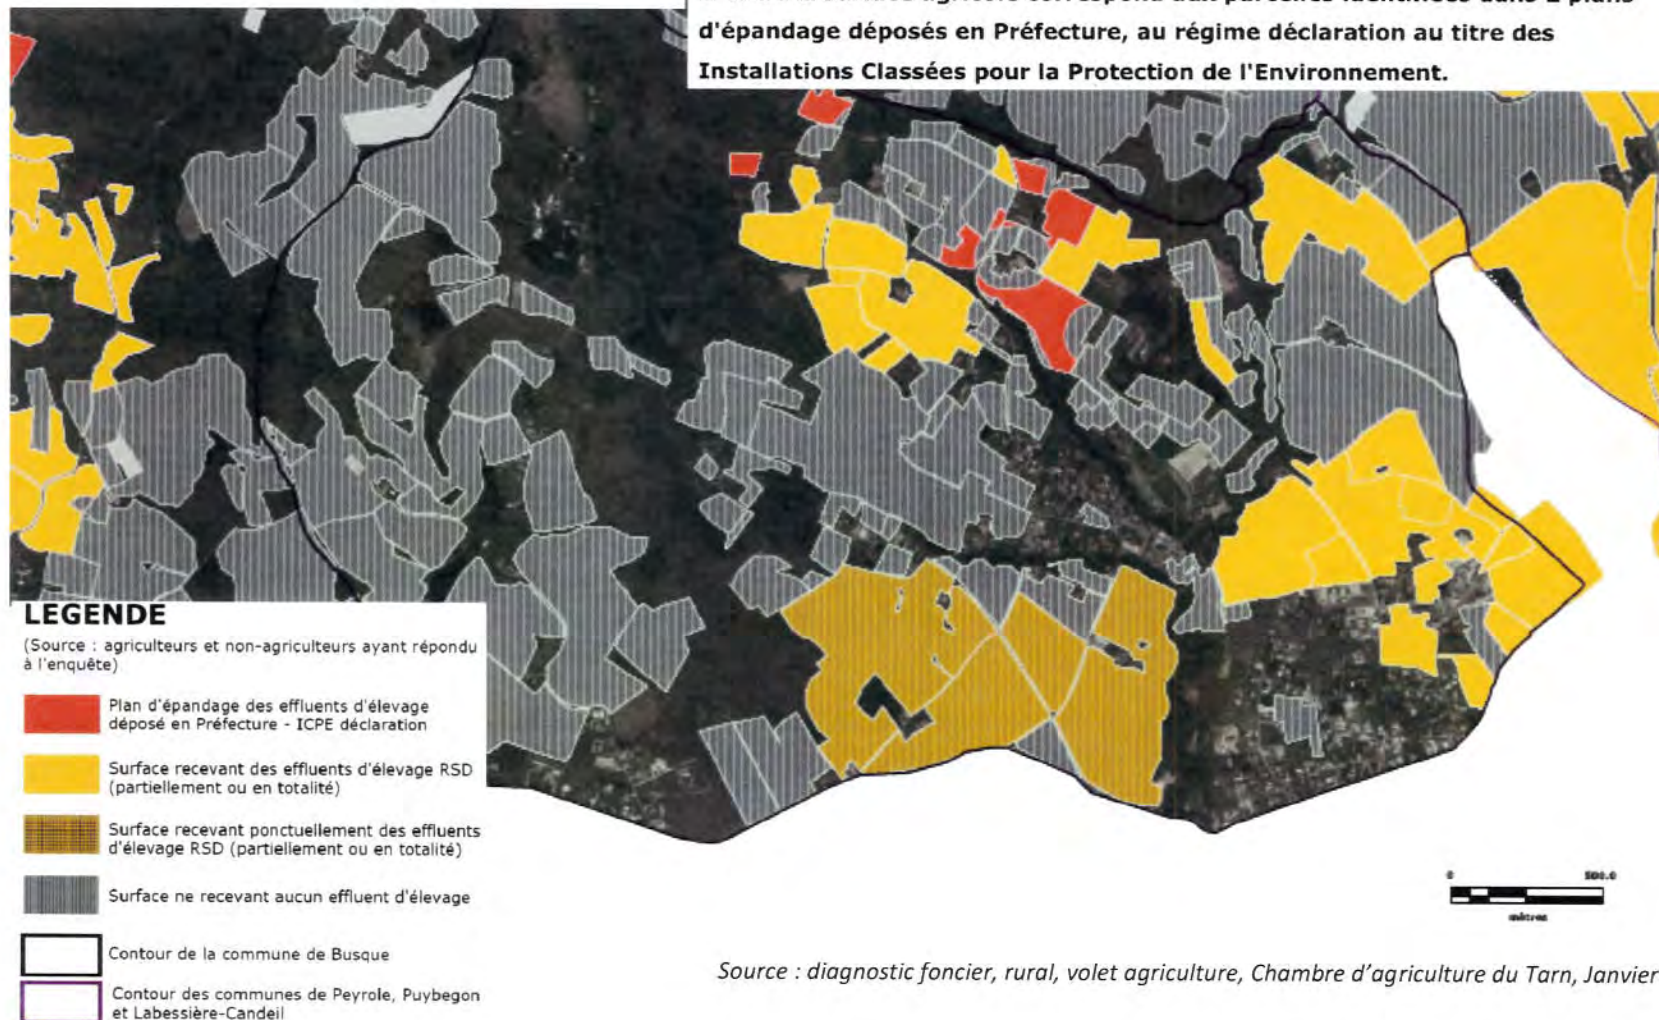 d'épandage déposés en Préfecture, au régime déclaration au titre des
Installations Classées pour la Protection de l'Environnement.
LEGENDE
(Source : agriculteurs et non-agriculteurs ayant répondu
à l'enquête)
Plan d'épandage des effluents d'élevage
déposé en Préfecture - ICPE déclaration
Surface recevant des effluents d'élevage RSD
(partiellement ou en totalité)
Surface recevant ponctuellement des effluents
d'élevage RSD (partiellement ou en totalité)
Surface ne recevant aucun effluent d'élevage
Contour de la commune de Busque
Contour des communes de Peyrole, Puybegon
et Labessière-Candeil
0 500.0
mètres
Source : diagnostic foncier, rural, volet agriculture, Chambre d'agriculture du Tarn, Janvier